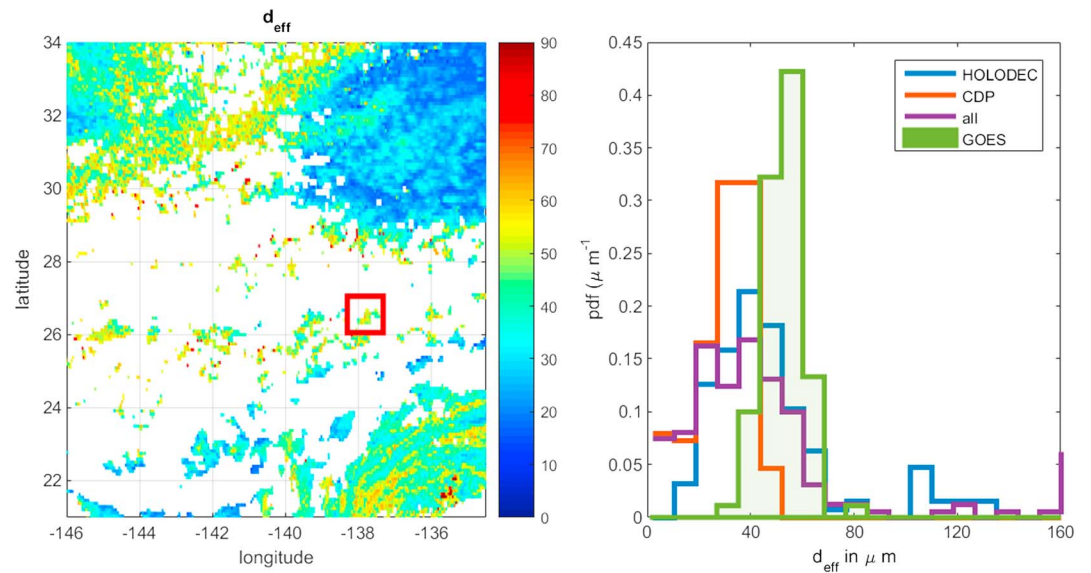 d_eff
34
32
30
28
26
24
22
latitude
-146 -144 -142 -140 -138 -136
longitude
90
80
70
60
50
40
30
20
10
0
0.45
0.4
0.35
0.3
0.25
0.2
0.15
0.1
0.05
0
pdf (μ m⁻¹)
HOLODEC
CDP
all
GOES
0 40 80 120 160
d_eff in μ m